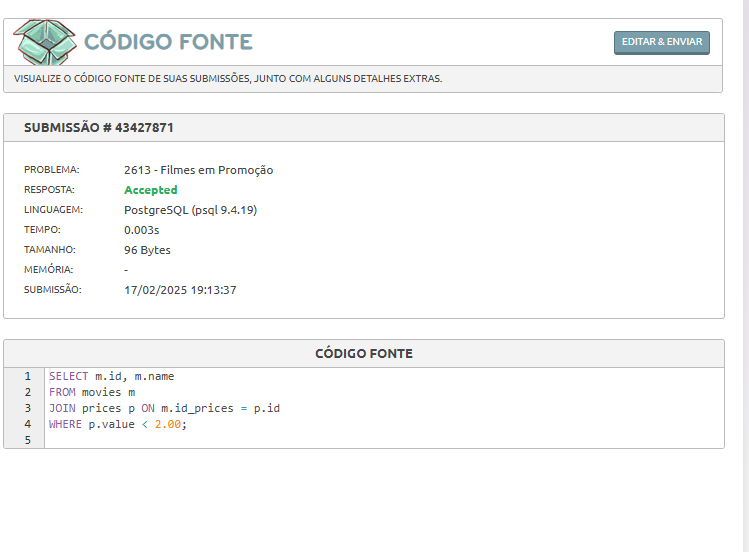 CÓDIGO FONTE
EDITAR & ENVIAR
VISUALIZE O CÓDIGO FONTE DE SUAS SUBMISSÕES, JUNTO COM ALGUNS DETALHES EXTRAS.
SUBMISSÃO # 43427871
PROBLEMA: 2613 - Filmes em Promoção
RESPOSTA: Accepted
LINGUAGEM: PostgreSQL (psql 9.4.19)
TEMPO: 0.003s
TAMANHO: 96 Bytes
MEMÓRIA: -
SUBMISSÃO: 17/02/2025 19:13:37
CÓDIGO FONTE
1 SELECT m.id, m.name
2 FROM movies m
3 JOIN prices p ON m.id_prices = p.id
4 WHERE p.value < 2.00;
5